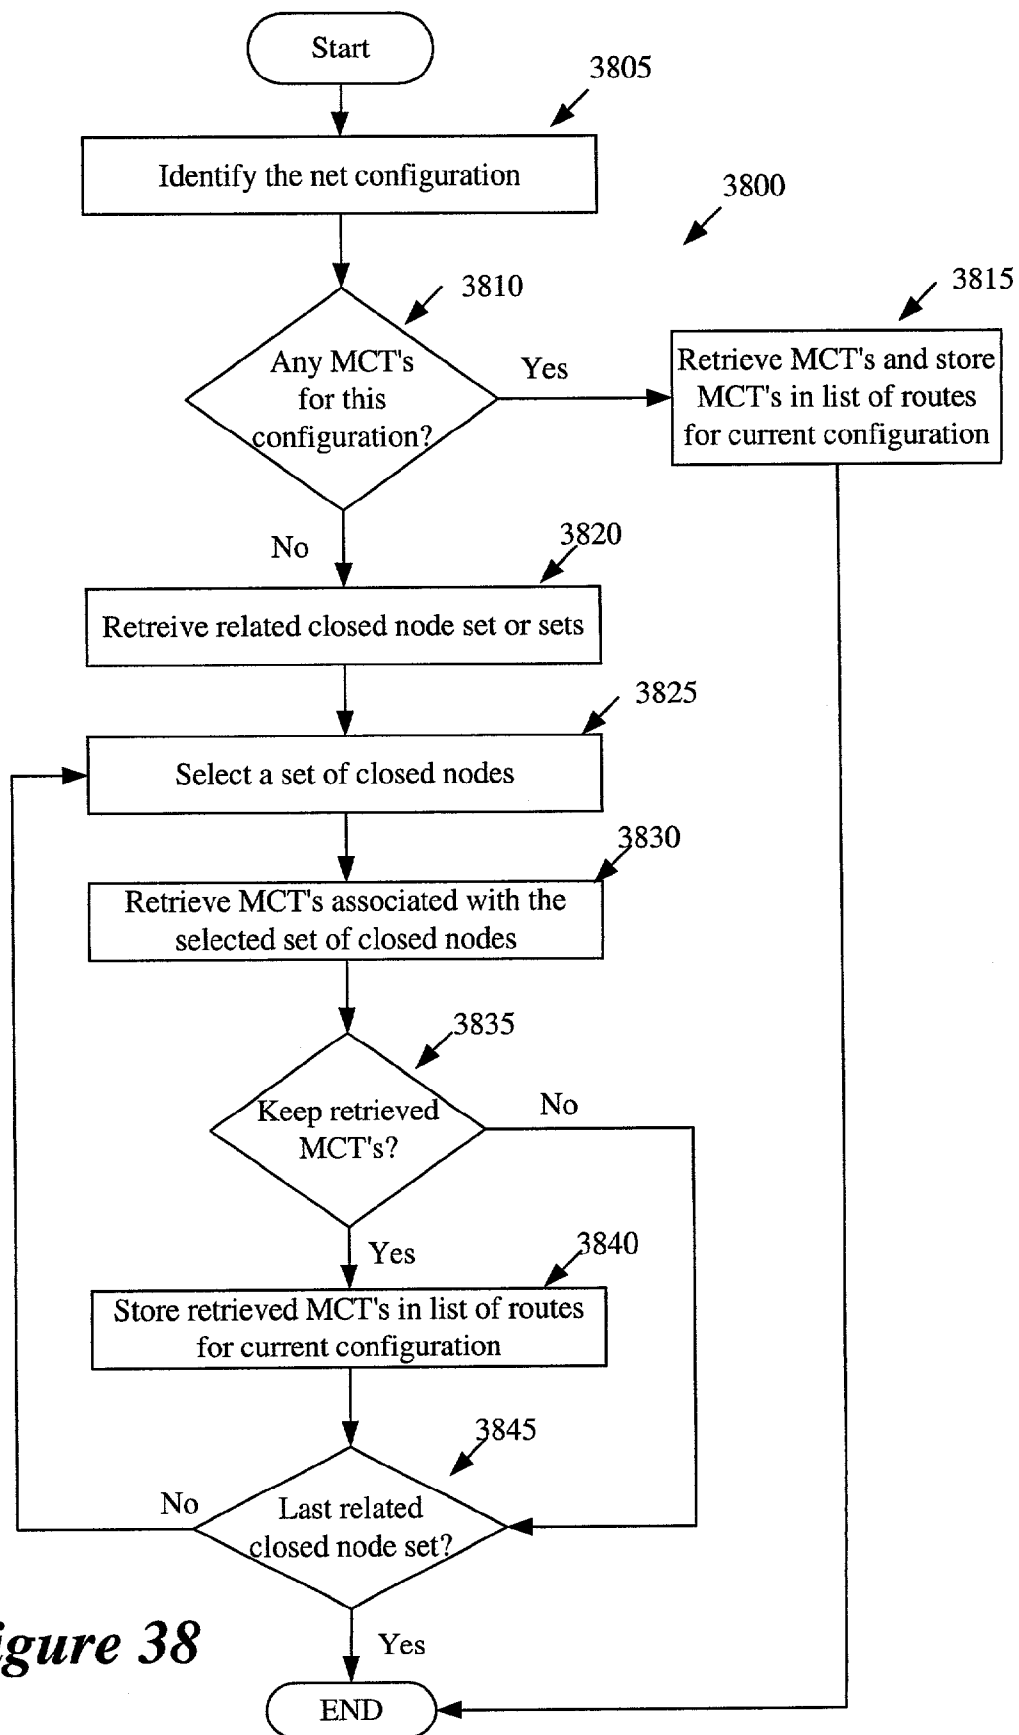 Start
3805
Identify the net configuration
3800
3810
3815
Any MCT's
for this
configuration?
Yes
Retrieve MCT's and store
MCT's in list of routes
for current configuration
No
3820
Retreive related closed node set or sets
3825
Select a set of closed nodes
3830
Retrieve MCT's associated with the
selected set of closed nodes
3835
Keep retrieved
MCT's?
No
Yes
3840
Store retrieved MCT's in list of routes
for current configuration
3845
No
Last related
closed node set?
Yes
igure 38
END